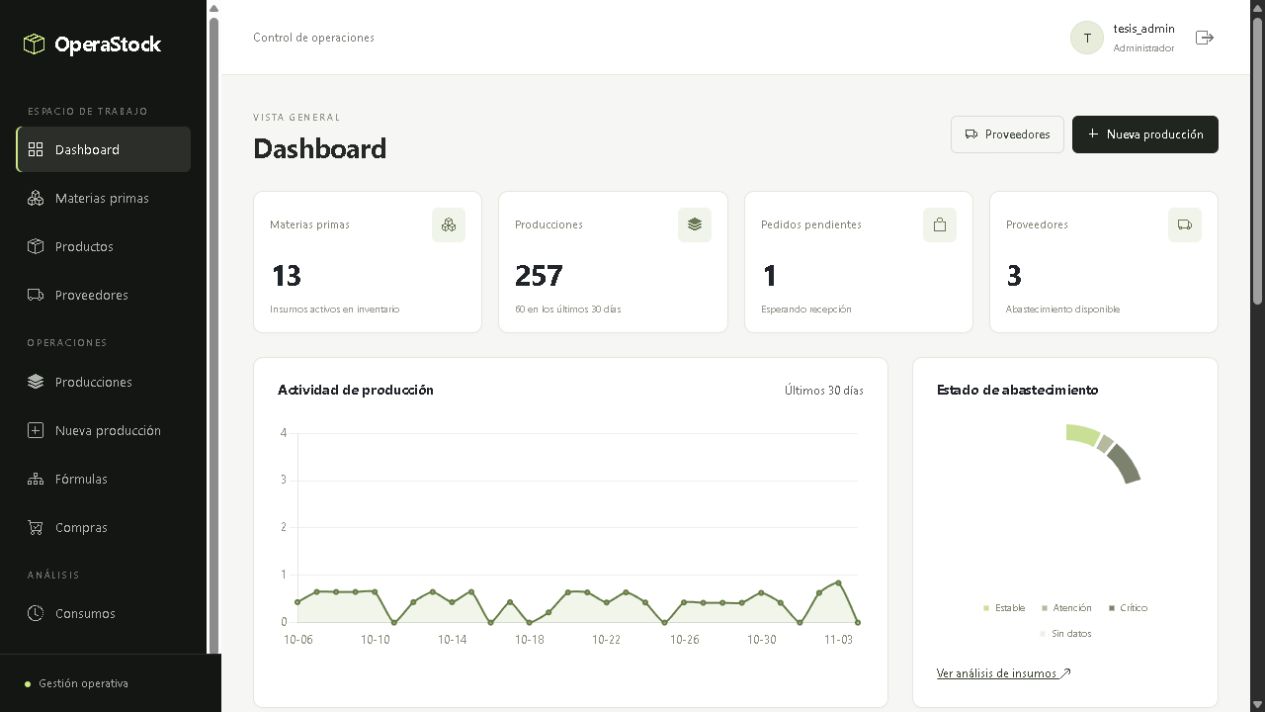 OperaStock
ESPACIO DE TRABAJO
Dashboard
Materias primas
Productos
Proveedores
OPERACIONES
Producciones
Nueva producción
Fórmulas
Compras
ANÁLISIS
Consumos
Gestión operativa
Control de operaciones
T
tesis_admin
Administrador
VISTA GENERAL
Dashboard
Proveedores
Nueva producción
Materias primas
13
Insumos activos en inventario
Producciones
257
60 en los últimos 30 días
Pedidos pendientes
1
Esperando recepción
Proveedores
3
Abastecimiento disponible
Actividad de producción
Últimos 30 días
4
3
2
1
0
10-06 10-10 10-14 10-18 10-22 10-26 10-30 11-03
Estado de abastecimiento
Estable Atención Crítico
Sin datos
Ver análisis de insumos